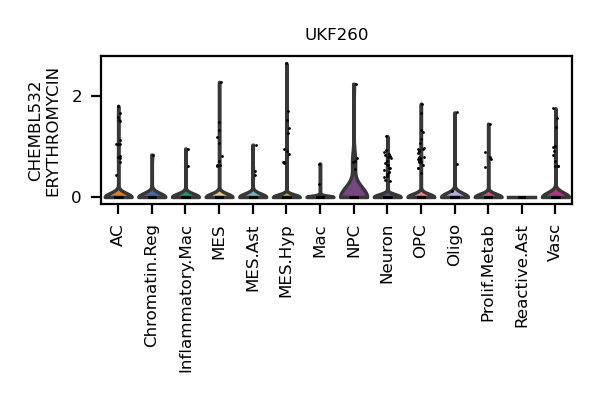 UKF260
CHEMBL532
ERYTHROMYCIN
2
0
AC
Chromatin.Reg
Inflammatory.Mac
MES
MES.Ast
MES.Hyp
Mac
NPC
Neuron
OPC
Oligo
Prolif.Metab
Reactive.Ast
Vasc